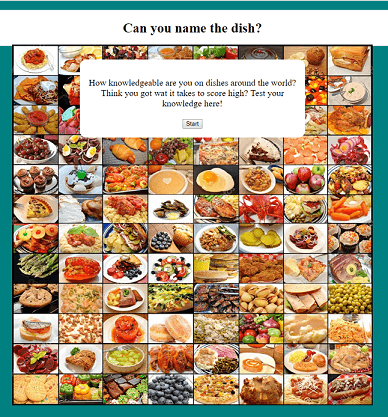 Can you name the dish?
How knowledgeable are you on dishes around the world?
Think you got wat it takes to score high? Test your
knowledge here!
Start